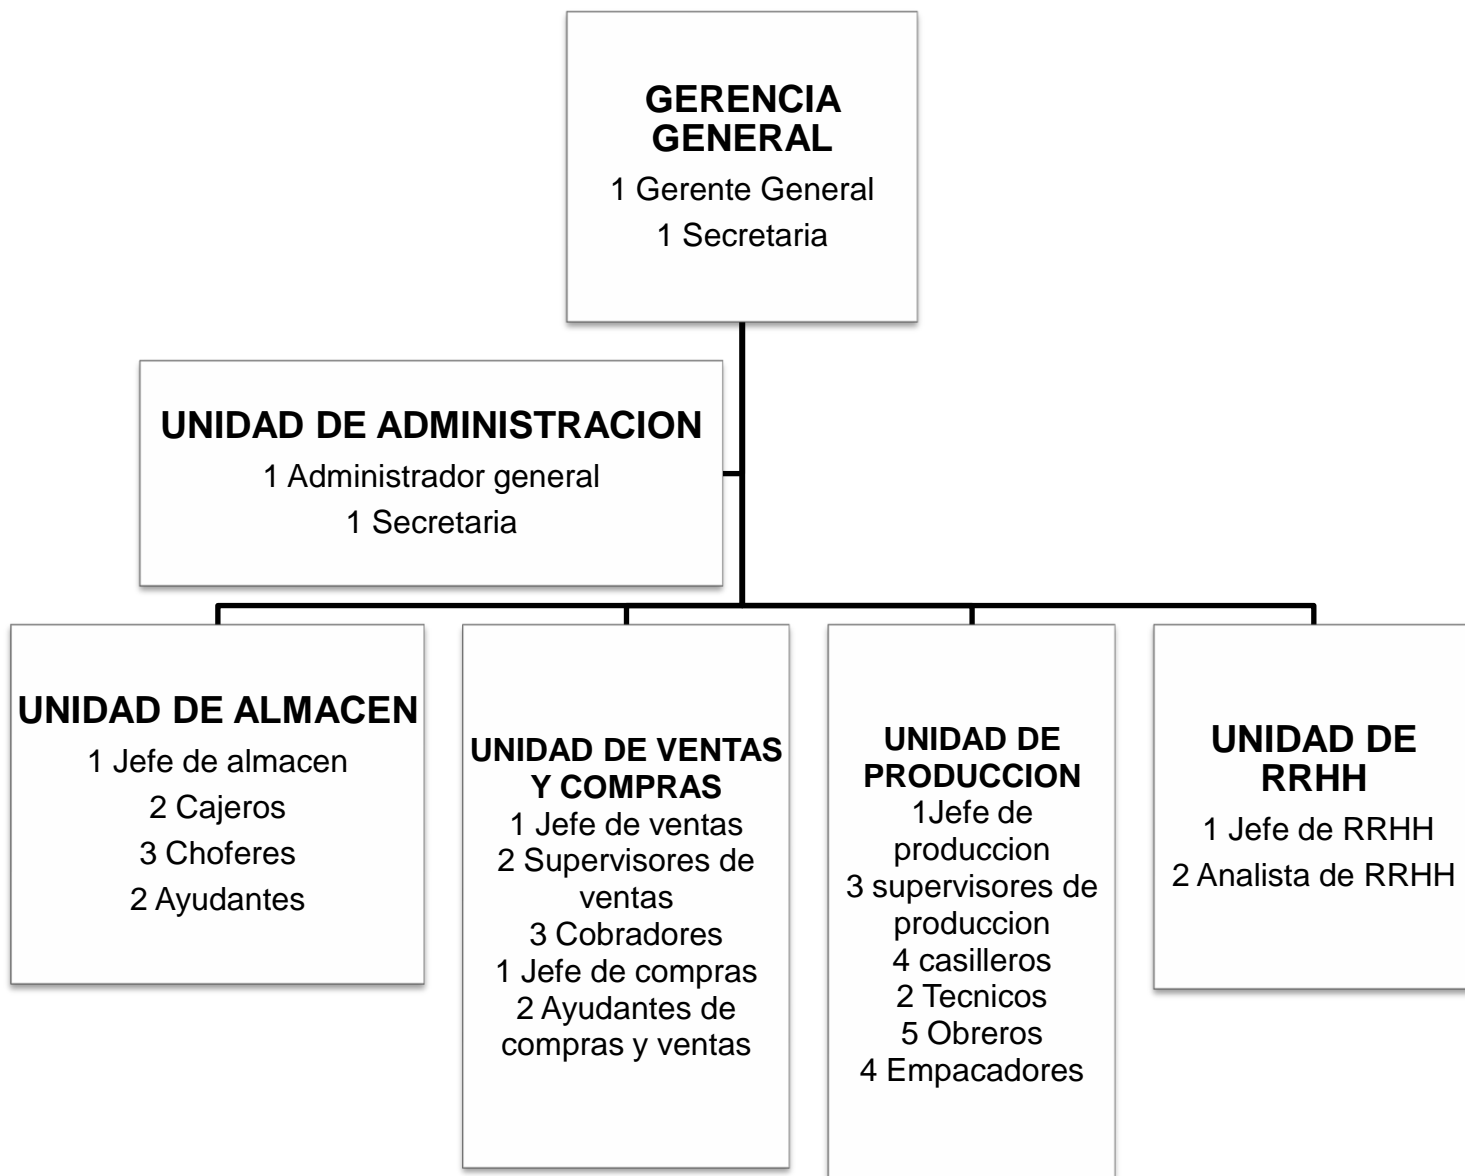 GERENCIA
GENERAL
1 Gerente General
1 Secretaria
UNIDAD DE ADMINISTRACION
1 Administrador general
1 Secretaria
UNIDAD DE ALMACEN
1 Jefe de almacen
2 Cajeros
3 Choferes
2 Ayudantes
UNIDAD DE VENTAS
Y COMPRAS
1 Jefe de ventas
2 Supervisores de
ventas
3 Cobradores
1 Jefe de compras
2 Ayudantes de
compras y ventas
UNIDAD DE
PRODUCCION
1Jefe de
produccion
3 supervisores de
produccion
4 casilleros
2 Tecnicos
5 Obreros
4 Empacadores
UNIDAD DE
RRHH
1 Jefe de RRHH
2 Analista de RRHH